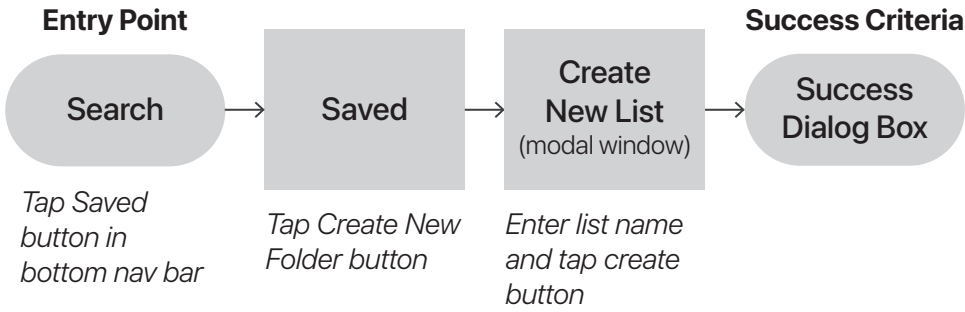 Entry Point
Success Criteria
Search
Saved
Create
New List
(modal window)
Success
Dialog Box
Tap Saved
button in
bottom nav bar
Tap Create New
Folder button
Enter list name
and tap create
button